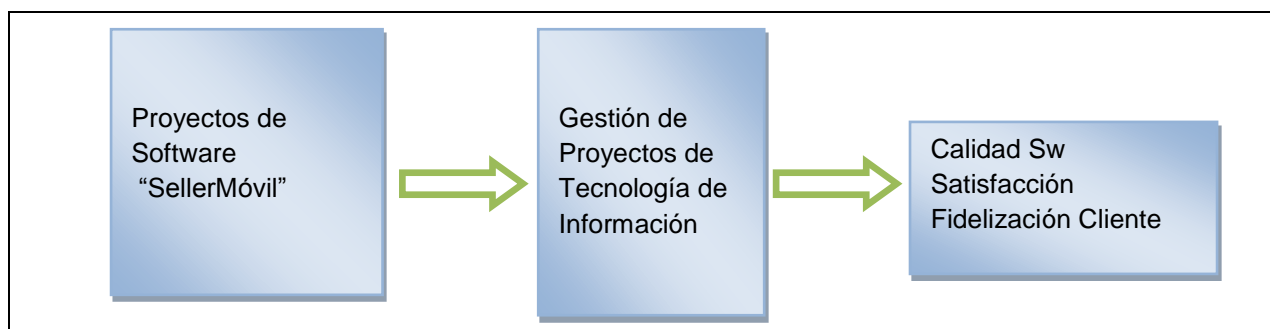 Proyectos de
Software
“SellerMóvil”
Gestión de
Proyectos de
Tecnología de
Información
Calidad Sw
Satisfacción
Fidelización Cliente